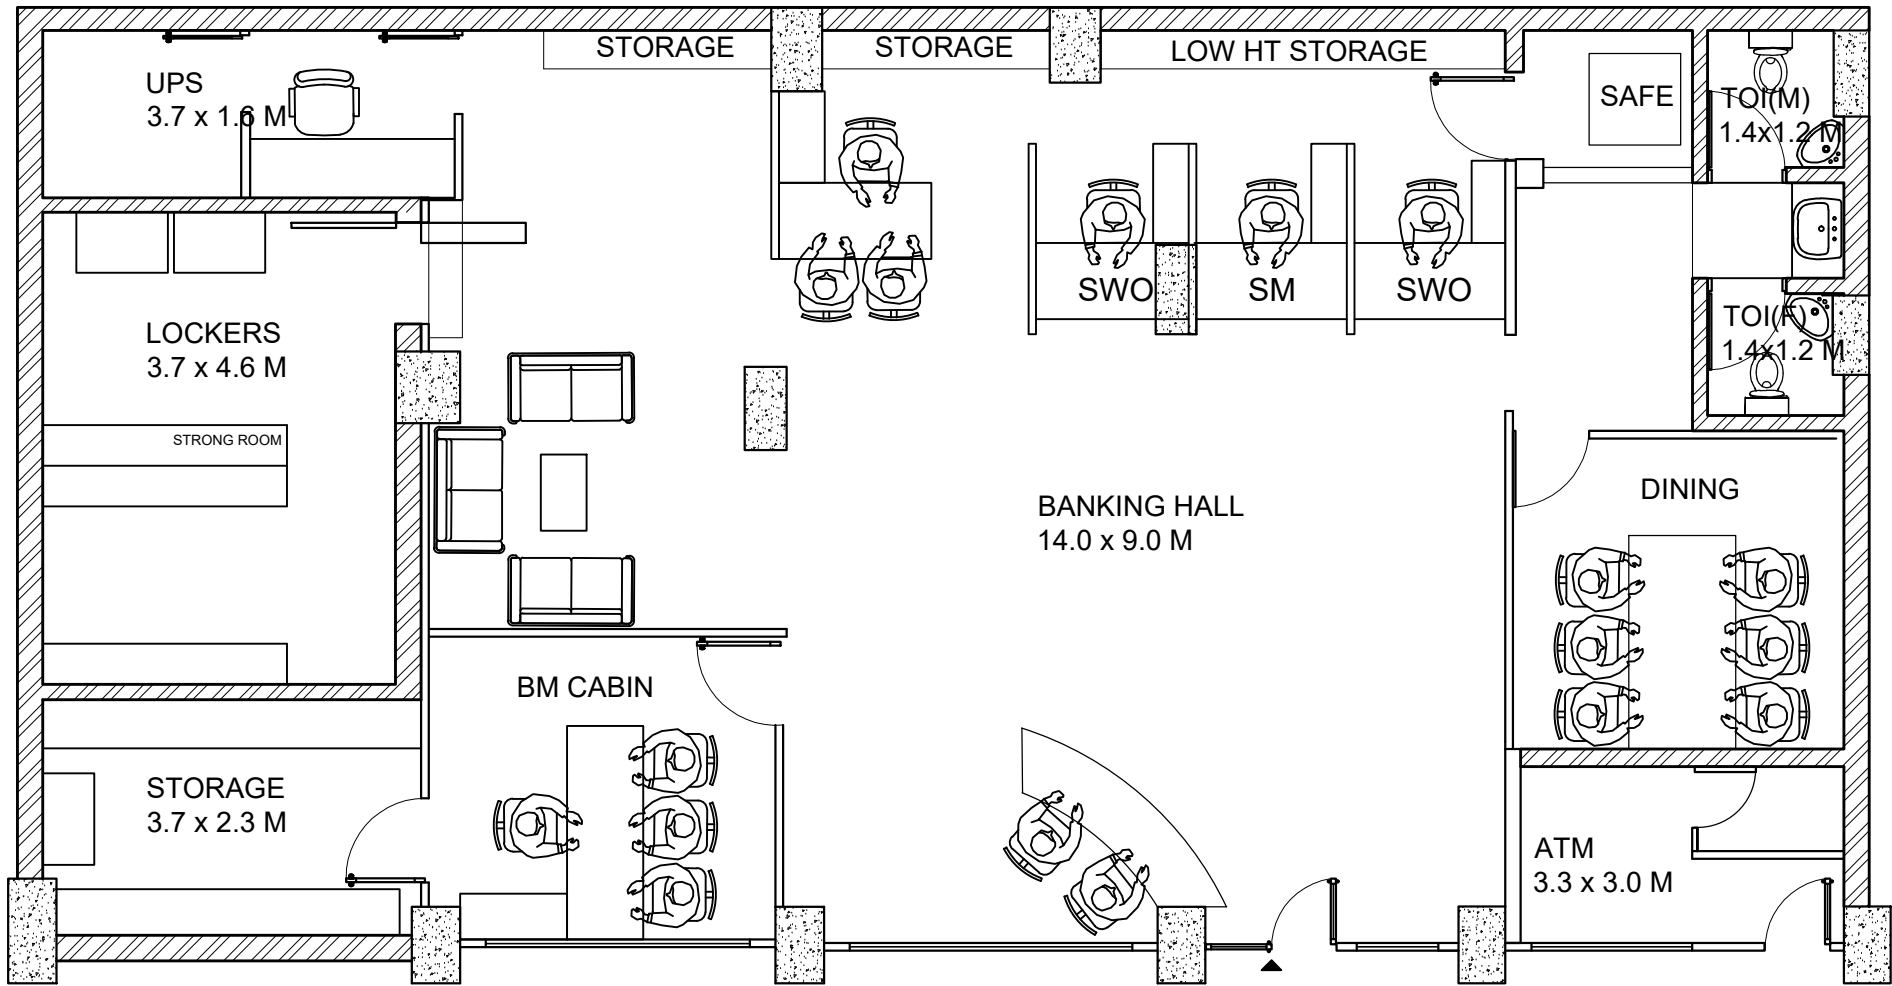 STORAGE
STORAGE
LOW HT STORAGE
UPS
3.7 x 1.6 M
SAFE
TOI(M)
1.4x1.2 M
SWO
SM
SWO
LOCKERS
3.7 x 4.6 M
TOI(F)
1.4x1.2 M
STRONG ROOM
BANKING HALL
14.0 x 9.0 M
DINING
BM CABIN
STORAGE
3.7 x 2.3 M
ATM
3.3 x 3.0 M